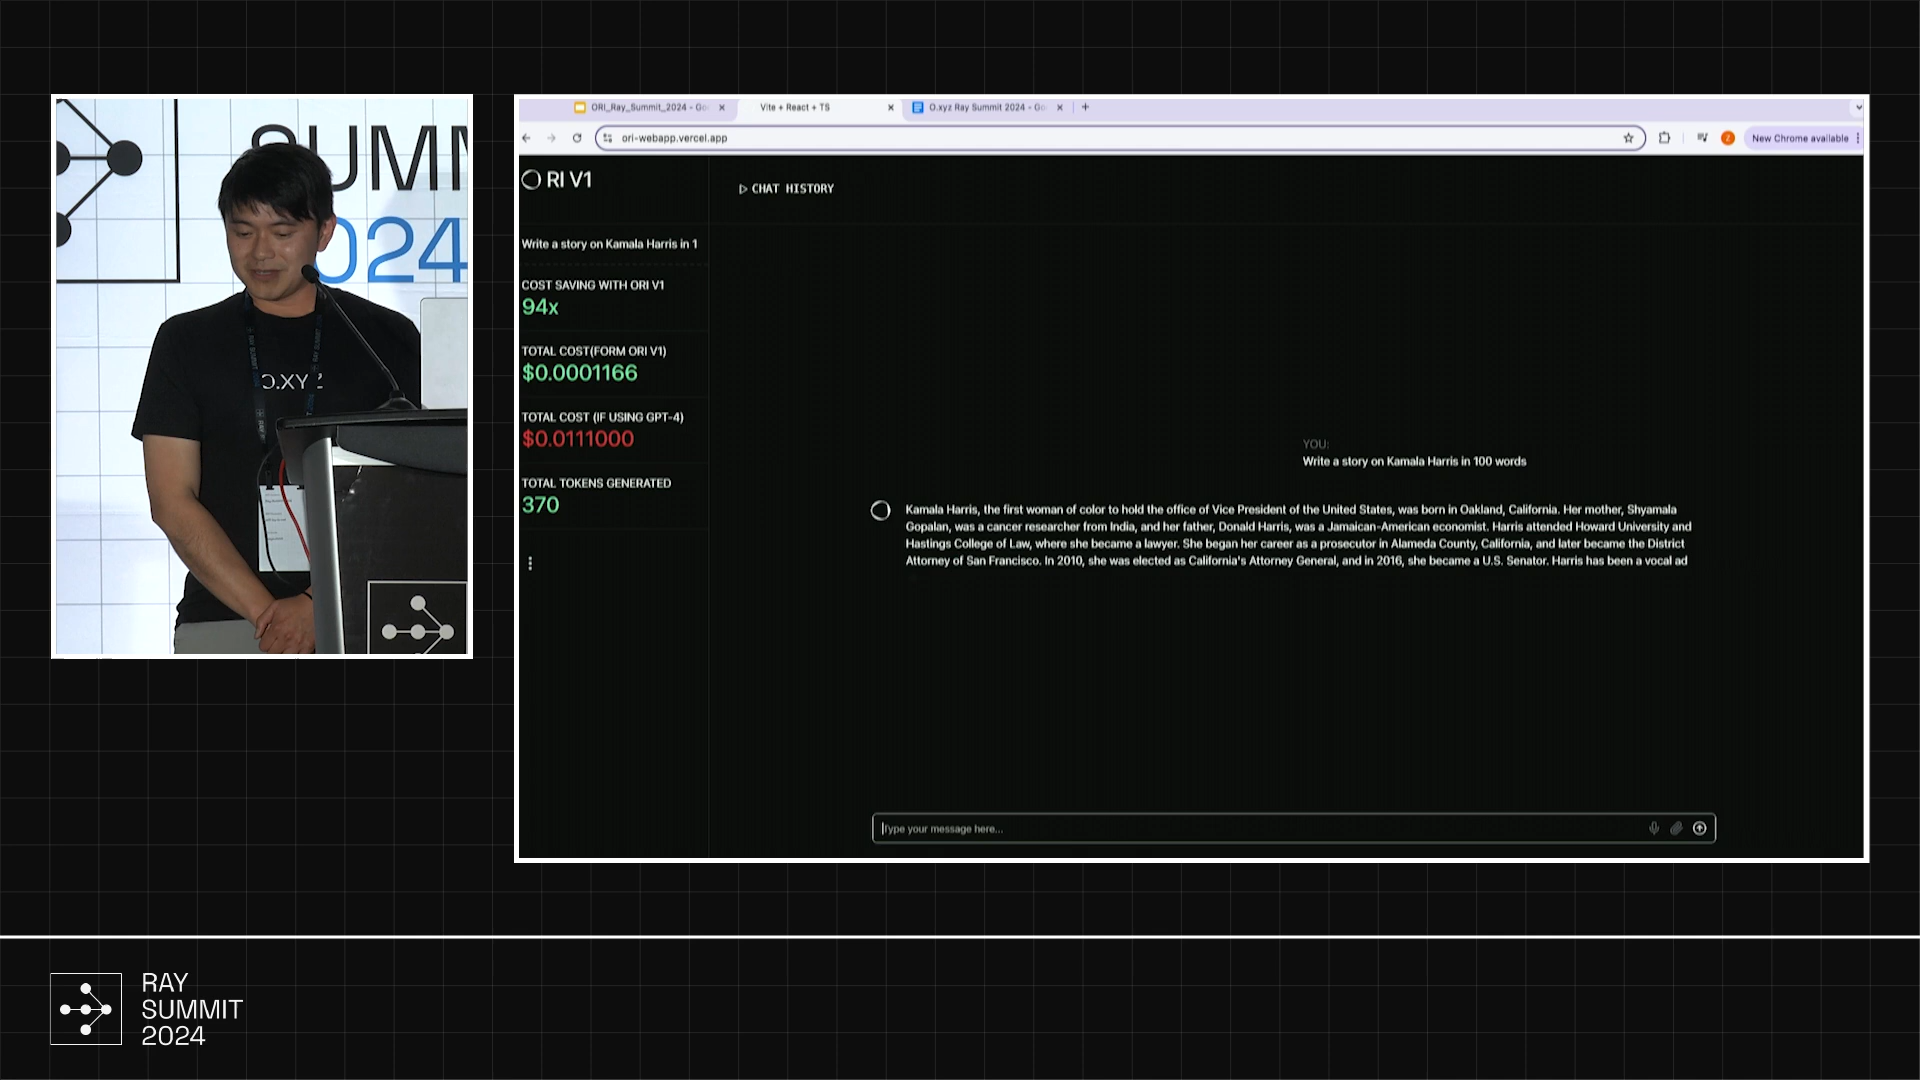 SUMM
2024
O.XYZ
ORI_Ray_Summit_2024 - Go
Vite + React + TS
O.xyz Ray Summit 2024 - Go
ori-webapp.vercel.app
New Chrome available
ORI V1
Write a story on Kamala Harris in 1
COST SAVING WITH ORI V1
94x
TOTAL COST(FORM ORI V1)
$0.0001166
TOTAL COST (IF USING GPT-4)
$0.0111000
TOTAL TOKENS GENERATED
370
CHAT HISTORY
YOU:
Write a story on Kamala Harris in 100 words
Kamala Harris, the first woman of color to hold the office of Vice President of the United States, was born in Oakland, California. Her mother, Shyamala
Gopalan, was a cancer researcher from India, and her father, Donald Harris, was a Jamaican-American economist. Harris attended Howard University and
Hastings College of Law, where she became a lawyer. She began her career as a prosecutor in Alameda County, California, and later became the District
Attorney of San Francisco. In 2010, she was elected as California's Attorney General, and in 2016, she became a U.S. Senator. Harris has been a vocal ad
Type your message here...
RAY
SUMMIT
2024